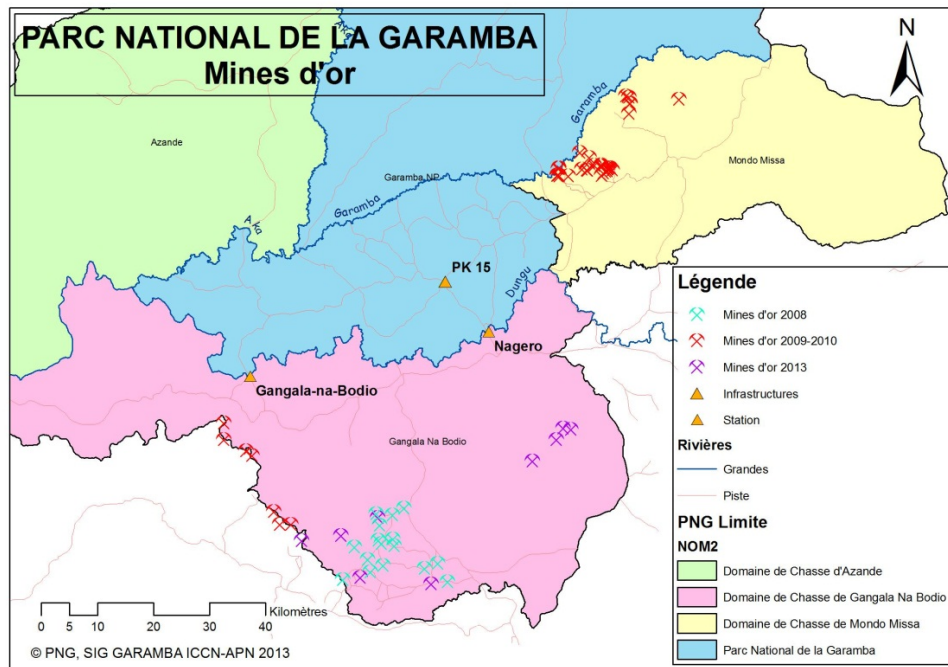 PARC NATIONAL DE LA GARAMBA
Mines d'or
N
Garamba
Azande
Mondo Missa
Garamba NP
Garamba
Aka
PK 15
Dungu
Nagero
Gangala-na-Bodio
Gangala Na Bodio
Légende
Mines d'or 2008
Mines d'or 2009-2010
Mines d'or 2013
Infrastructures
Station
Rivières
Grandes
Piste
PNG Limite
NOM2
Domaine de Chasse d'Azande
Domaine de Chasse de Gangala Na Bodio
Domaine de Chasse de Mondo Missa
Parc National de la Garamba
Kilomètres
0 5 10 20 30 40
© PNG, SIG GARAMBA ICCN-APN 2013